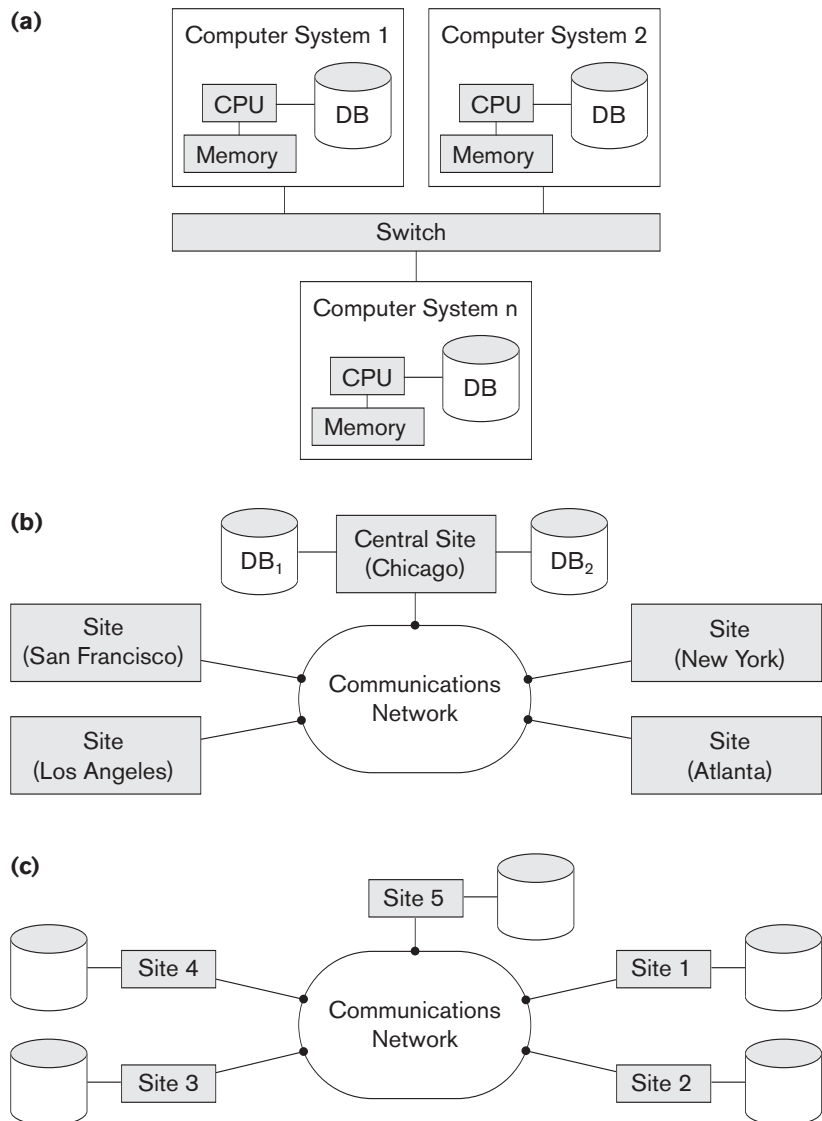 (a)
Computer System 1
CPU
DB
Memory
Computer System 2
CPU
DB
Memory
Switch
Computer System n
CPU
DB
Memory
(b)
DB₁
Central Site
(Chicago)
DB₂
Site
(San Francisco)
Site
(New York)
Communications
Network
Site
(Los Angeles)
Site
(Atlanta)
(c)
Site 5
Site 4
Site 1
Communications
Network
Site 3
Site 2